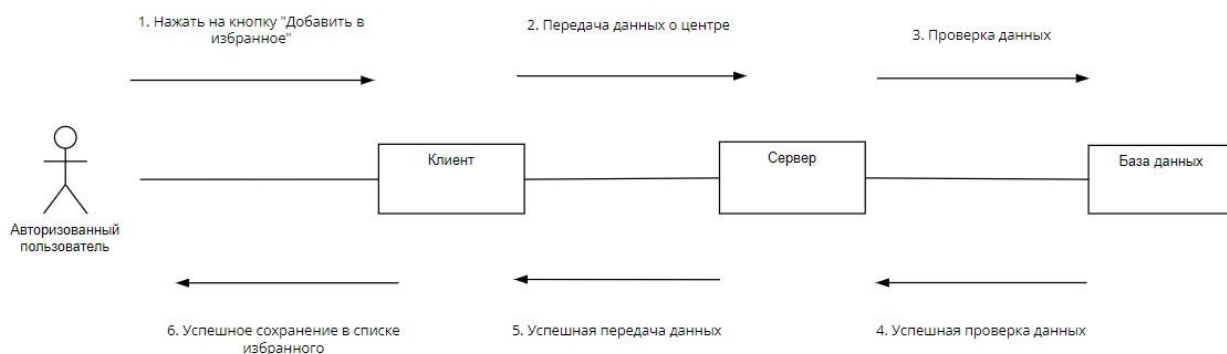 1. Нажать на кнопку "Добавить в
избранное"
2. Передача данных о центре
3. Проверка данных
Клиент
Сервер
База данных
Авторизованный
пользователь
6. Успешное сохранение в списке
избранного
5. Успешная передача данных
4. Успешная проверка данных